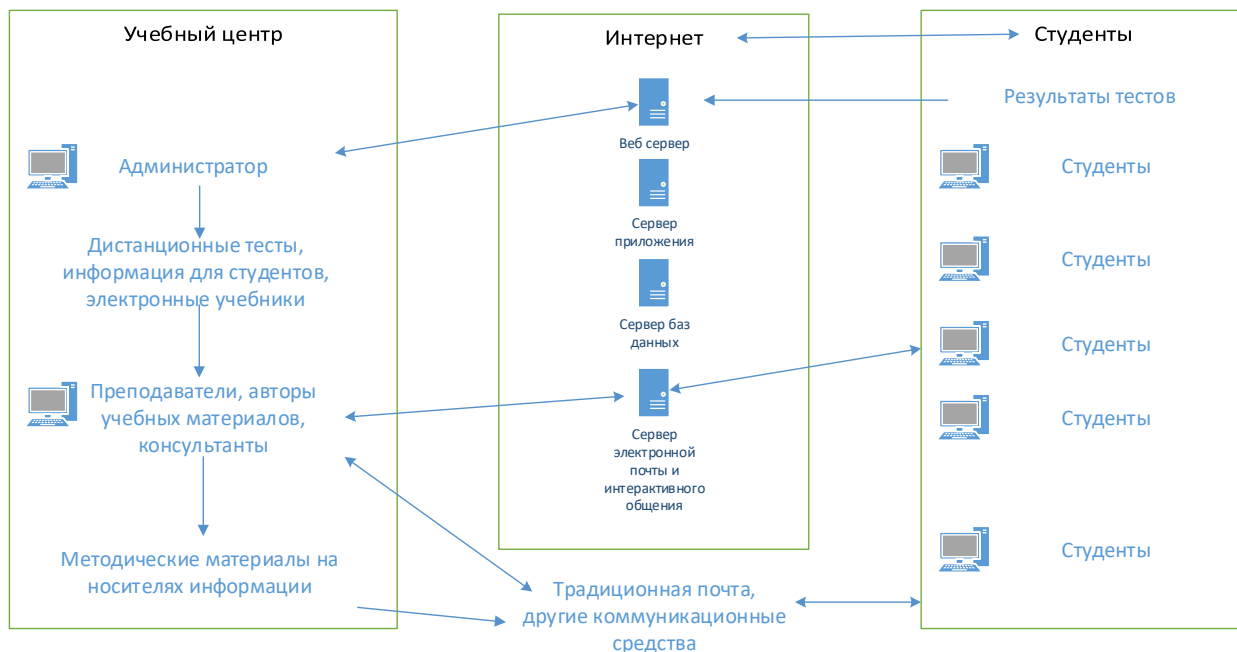 Учебный центр
Администратор
Дистанционные тесты,
информация для студентов,
электронные учебники
Преподаватели, авторы
учебных материалов,
консультанты
Методические материалы на
носителях информации
Интернет
Веб сервер
Сервер
приложения
Сервер баз
данных
Сервер
электронной
почты и
интерактивного
общения
Традиционная почта,
другие коммуникационные
средства
Студенты
Результаты тестов
Студенты
Студенты
Студенты
Студенты
Студенты